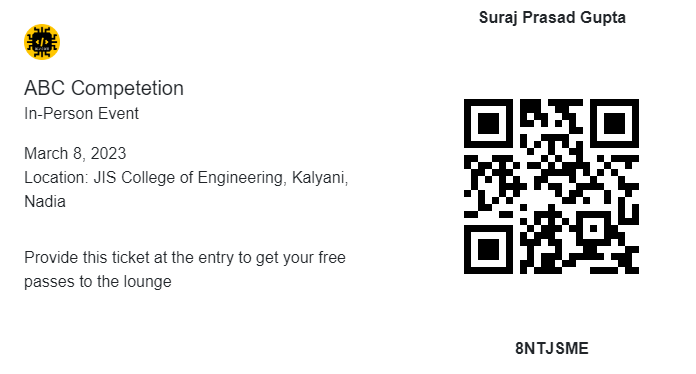 Suraj Prasad Gupta
ABC Competetion
In-Person Event
March 8, 2023
Location: JIS College of Engineering, Kalyani,
Nadia
Provide this ticket at the entry to get your free
passes to the lounge
8NTJSME